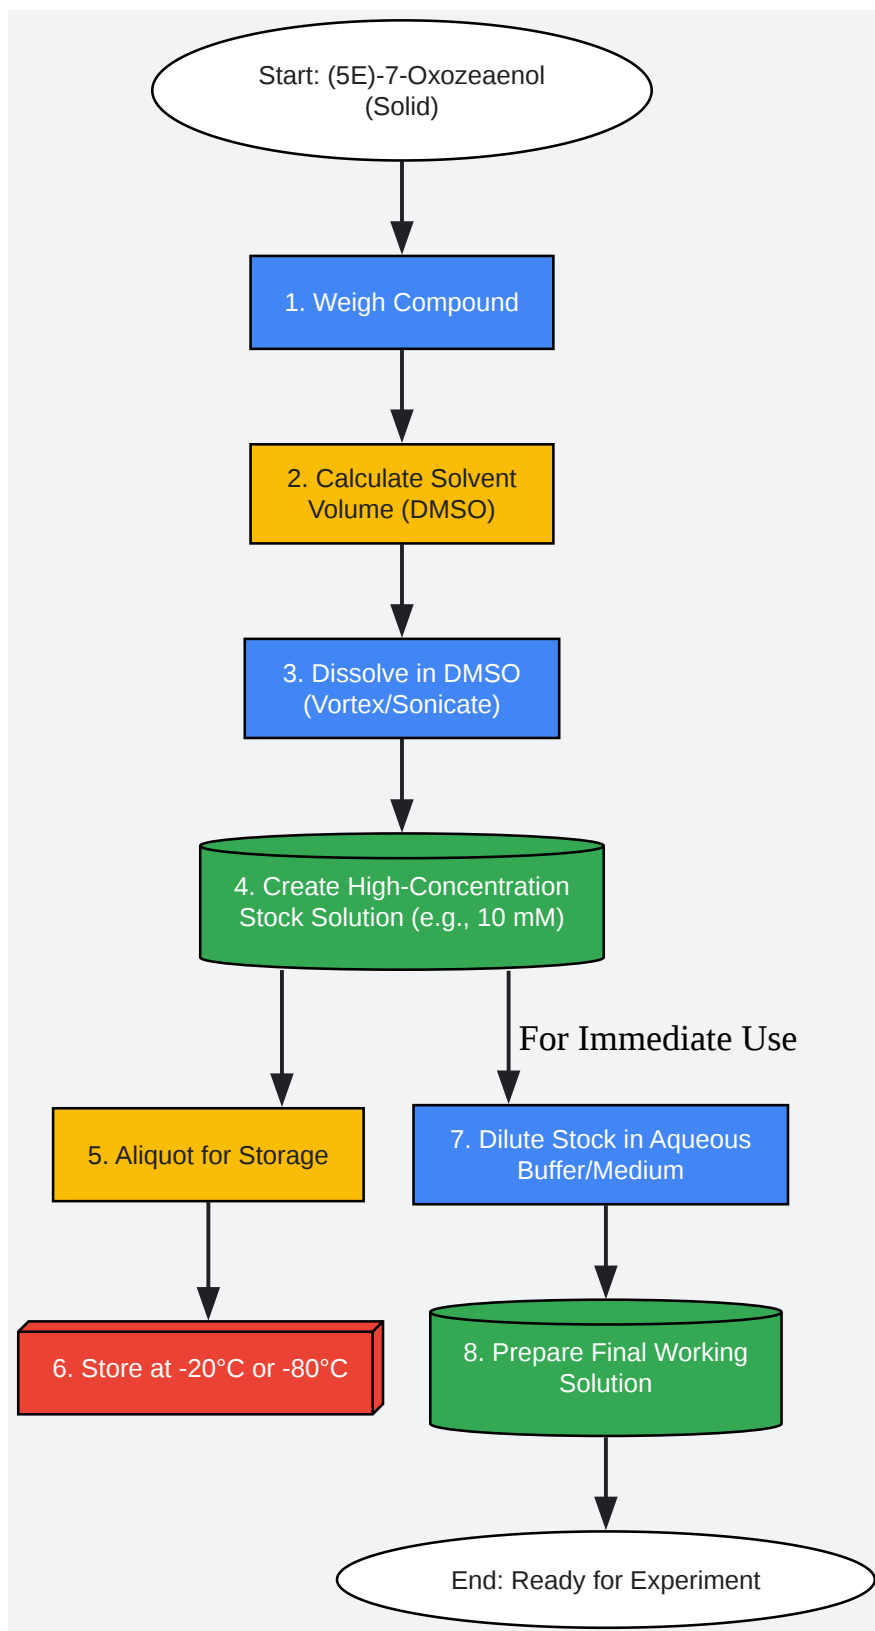 Start: (5E)-7-Oxozeaenol
(Solid)
1. Weigh Compound
2. Calculate Solvent
Volume (DMSO)
3. Dissolve in DMSO
(Vortex/Sonicate)
4. Create High-Concentration
Stock Solution (e.g., 10 mM)
For Immediate Use
5. Aliquot for Storage
7. Dilute Stock in Aqueous
Buffer/Medium
6. Store at -20°C or -80°C
8. Prepare Final Working
Solution
End: Ready for Experiment